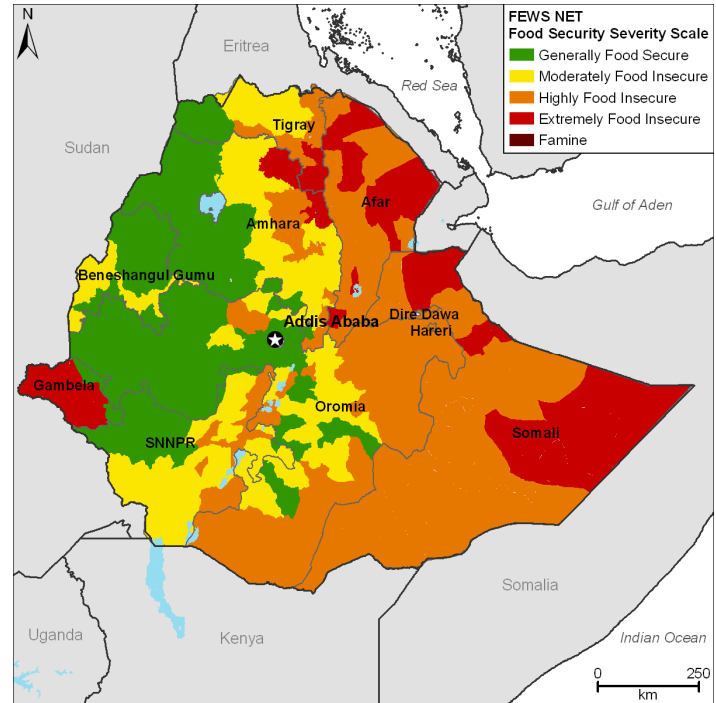 N
FEWS NET
Food Security Severity Scale
Generally Food Secure
Moderately Food Insecure
Highly Food Insecure
Extremely Food Insecure
Famine
Eritrea
Red Sea
Tigray
Sudan
Afar
Gulf of Aden
Amhara
Beneshangul Gumu
Addis Ababa
Dire Dawa
Hareri
Gambela
Oromia
SNNPR
Somali
Somalia
Uganda
Kenya
Indian Ocean
0 250
km